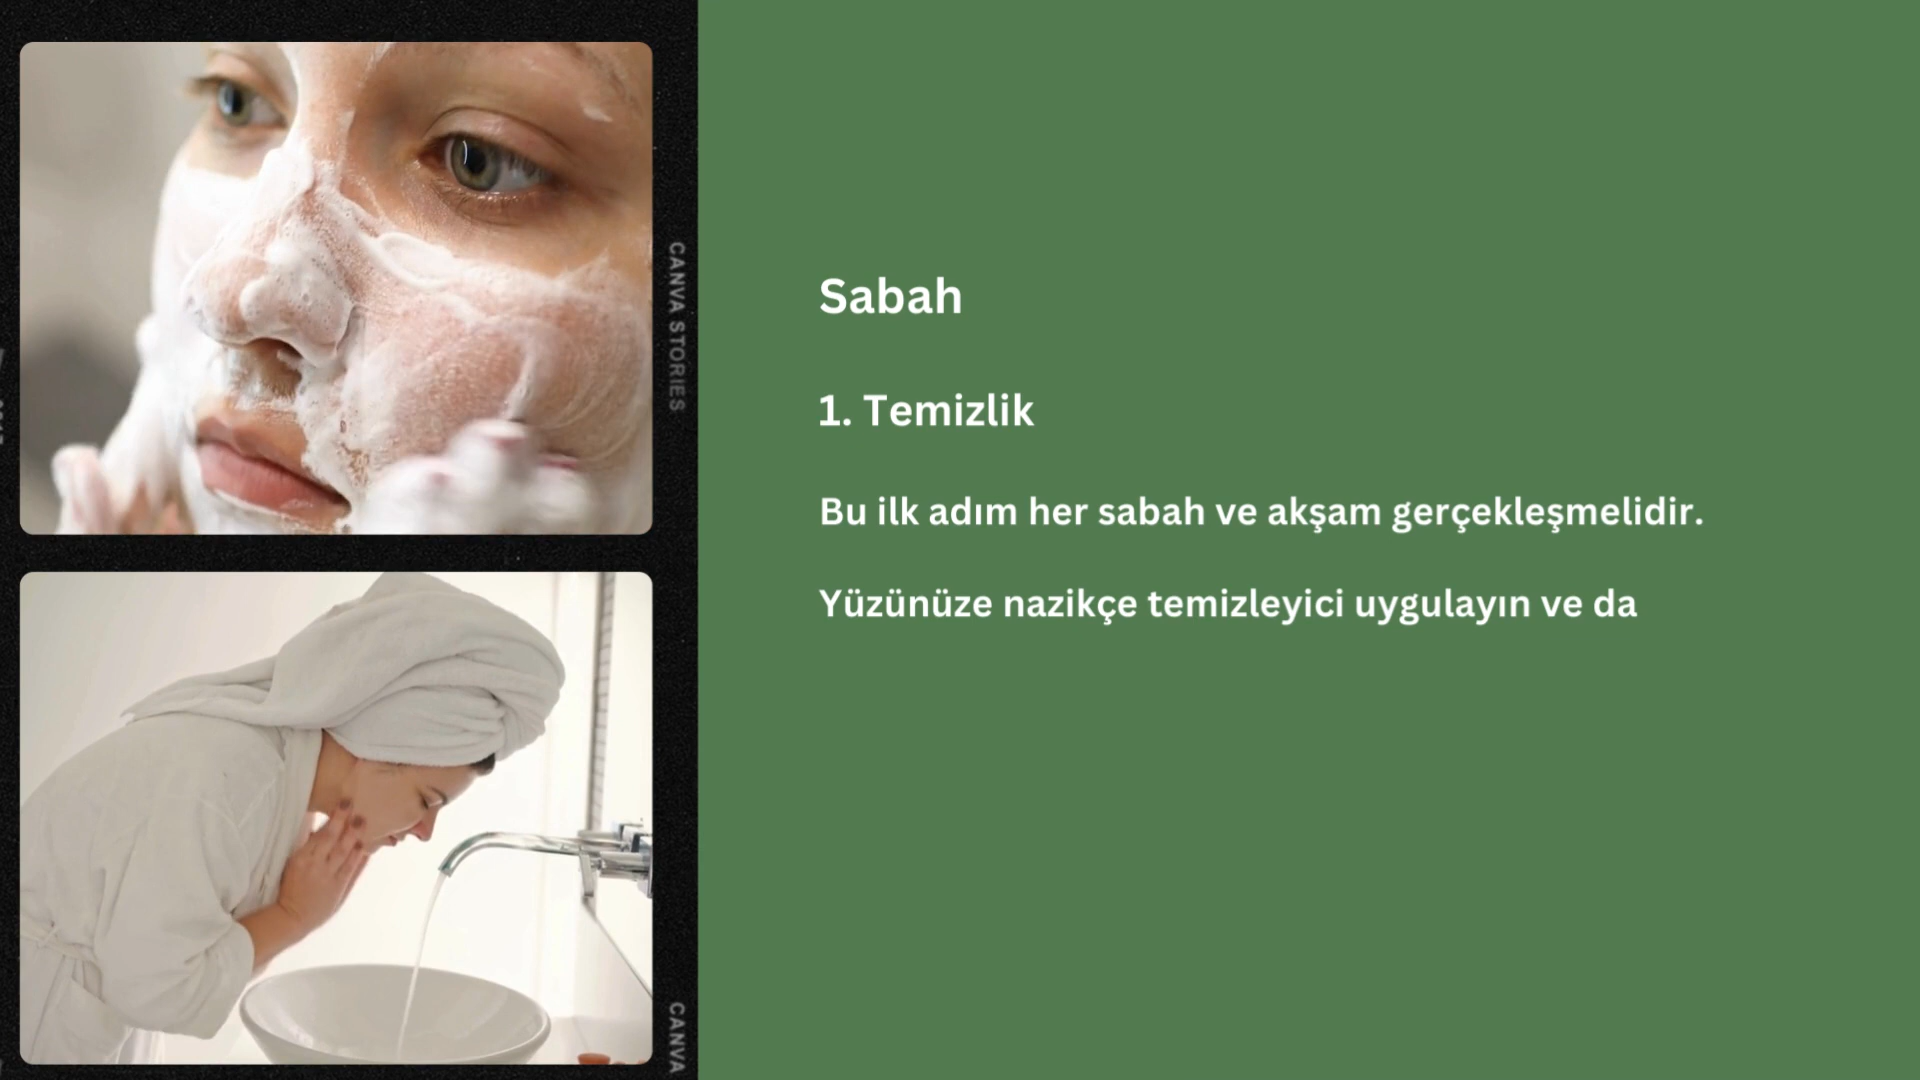 CANVA STORIES
CANVA
Sabah
1. Temizlik
Bu ilk adım her sabah ve akşam gerçekleşmelidir.
Yüzünüze nazikçe temizleyici uygulayın ve da